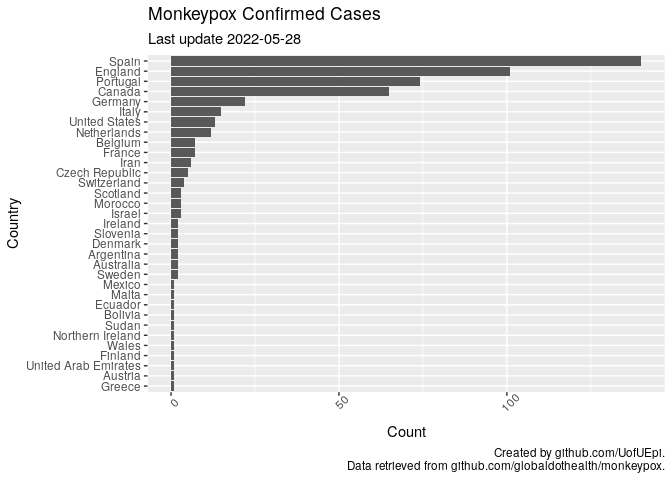 Monkeypox Confirmed Cases
Last update 2022-05-28
Spain
England
Portugal
Canada
Germany
Italy
United States
Netherlands
Belgium
France
Iran
Czech Republic
Switzerland
Scotland
Morocco
Israel
Ireland
Slovenia
Denmark
Argentina
Australia
Sweden
Mexico
Malta
Ecuador
Bolivia
Sudan
Northern Ireland
Wales
Finland
United Arab Emirates
Austria
Greece
Country
0
50
100
Count
Created by github.com/UofUEpi.
Data retrieved from github.com/globaldothealth/monkeypox.